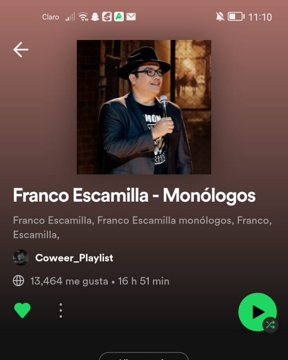 Claro 11:10
MON
Franco Escamilla - Monólogos
Franco Escamilla, Franco Escamilla monólogos, Franco,
Escamilla,
Coweer_Playlist
13,464 me gusta • 16 h 51 min